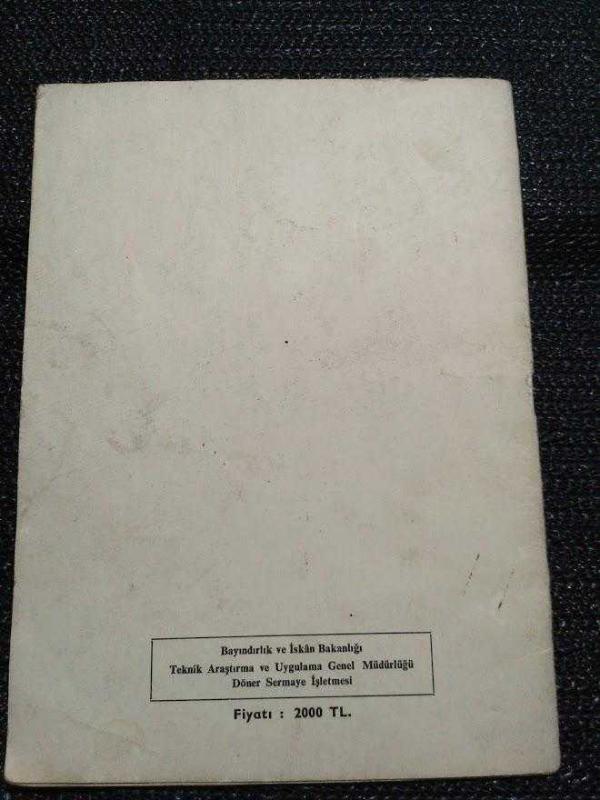 Bayındırlık ve İskân Bakanlığı
Teknik Araştırma ve Uygulama Genel Müdürlüğü
Döner Sermaye İşletmesi
Fiyatı : 2000 TL.